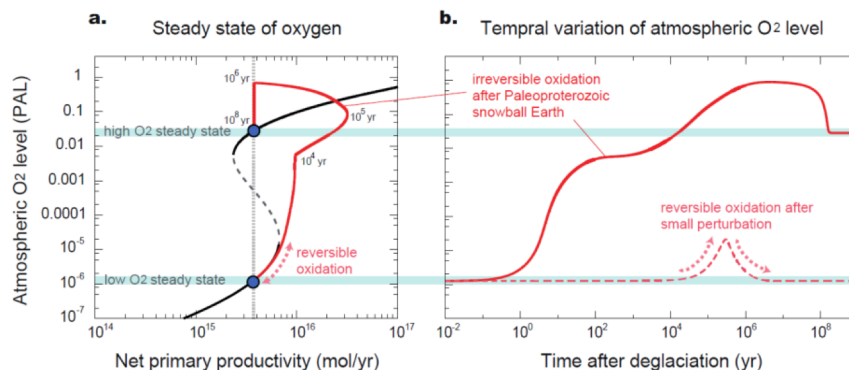 a.
Steady state of oxygen
Atmospheric O2 level (PAL)
1
0.1
0.01
0.001
0.0001
10-5
10-6
10-7
10^6 yr
10^8 yr
10^5 yr
10^4 yr
high O2 steady state
low O2 steady state
reversible
oxidation
10^14
10^15
10^16
10^17
Net primary productivity (mol/yr)
irreversible oxidation
after Paleoproterozoic
snowball Earth
b.
Tempral variation of atmospheric O2 level
reversible oxidation after
small perturbation
10-2
10^0
10^2
10^4
10^6
10^8
Time after deglaciation (yr)